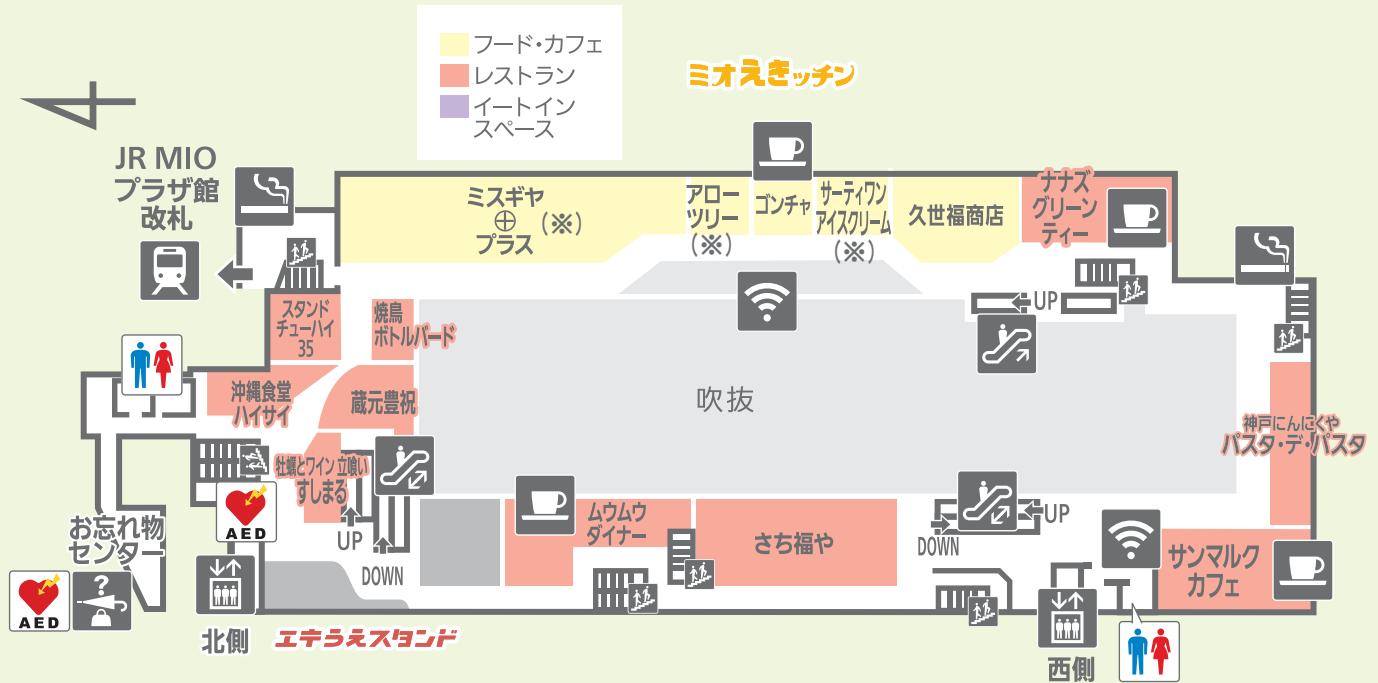 フード・カフェ
レストラン
イートイン
スペース
ミオえきッチン
JR MIO
プラザ館
改札
ミスギヤ
⊕
プラス
(※)
アロー
ツリー
(※)
ゴンチャ
サーティワン
アイスクリーム
(※)
久世福商店
ナナズ
グリーン
ティー
スタンド
チューハイ
35
焼鳥
ボトルバード
UP
沖縄食堂
ハイサイ
蔵元豊祝
吹抜
神戸にんにくや
パスタ・デ・パスタ
牡蠣とワイン 立喰い
すしまる
UP
DOWN
AED
お忘れ物
センター
?
AED
ムウムウ
ダイナー
さち福や
UP
DOWN
サンマルク
カフェ
北側
エキうえスタンド
西側